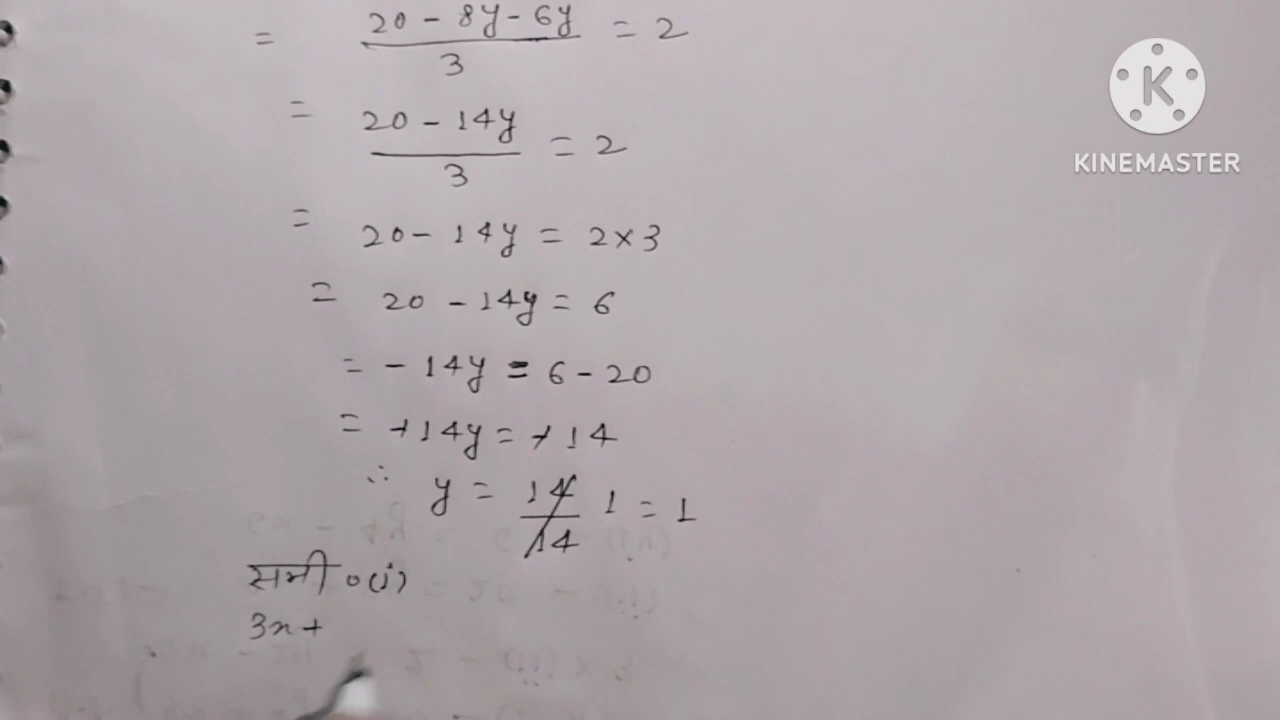 = 20 - 8y - 6y / 3 = 2
= 20 - 14y / 3 = 2
= 20 - 14y = 2 × 3
= 20 - 14y = 6
= - 14y = 6 - 20
= +14y = +14
∴ y = 14/14 1 = 1
समी० (i)
3x +
K
KINEMASTER